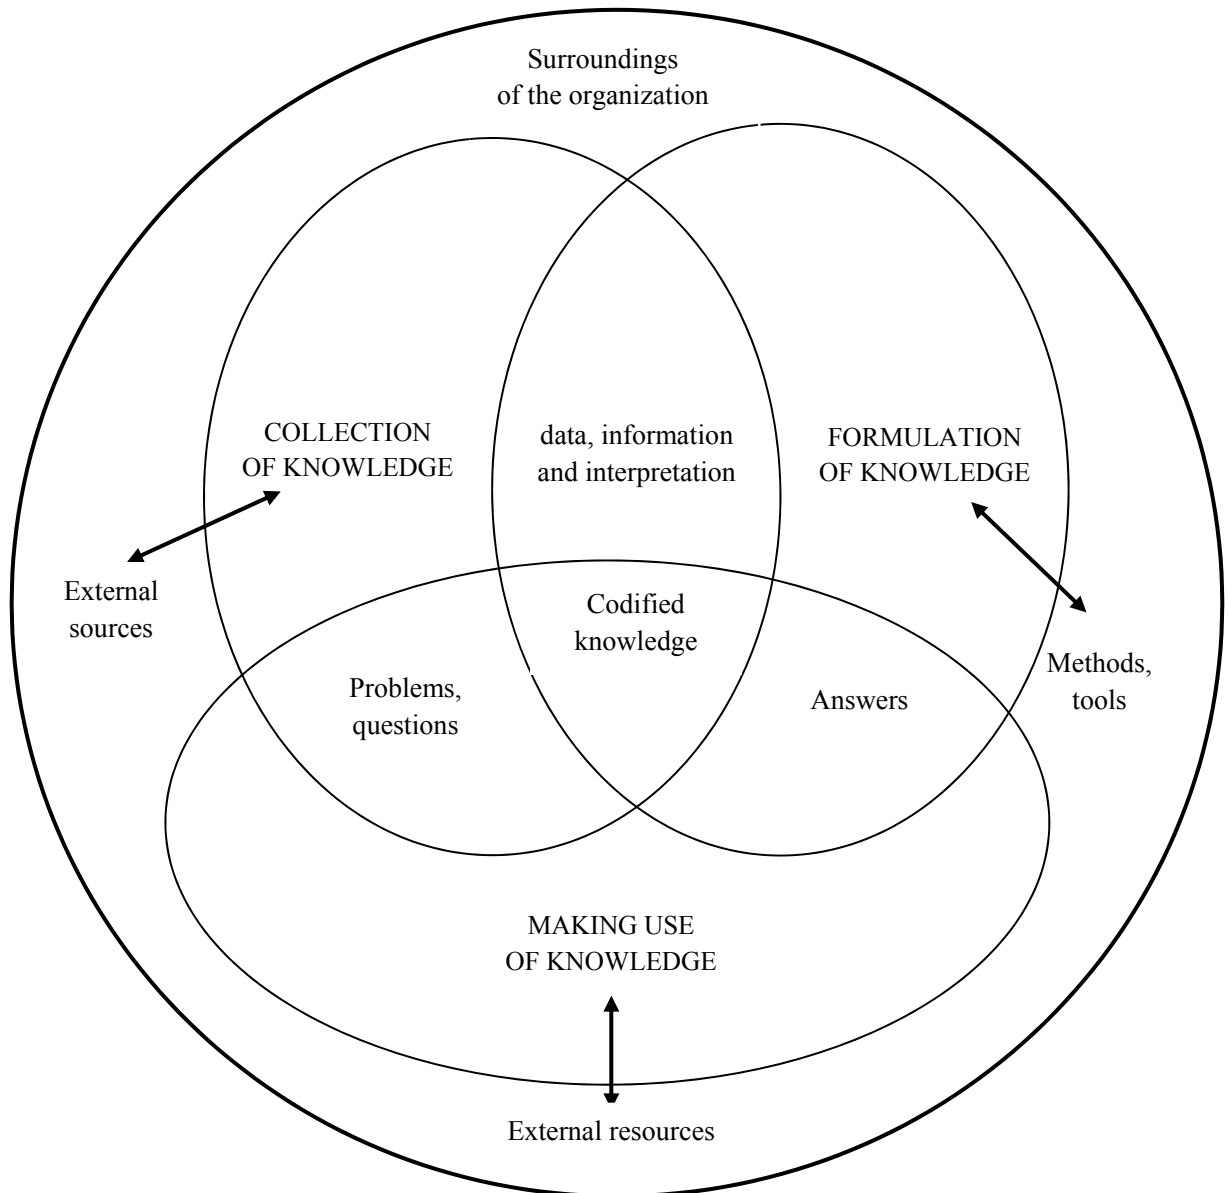 Surroundings
of the organization
COLLECTION
OF KNOWLEDGE
data, information
and interpretation
FORMULATION
OF KNOWLEDGE
External
sources
Codified
knowledge
Methods,
tools
Problems,
questions
Answers
MAKING USE
OF KNOWLEDGE
External resources